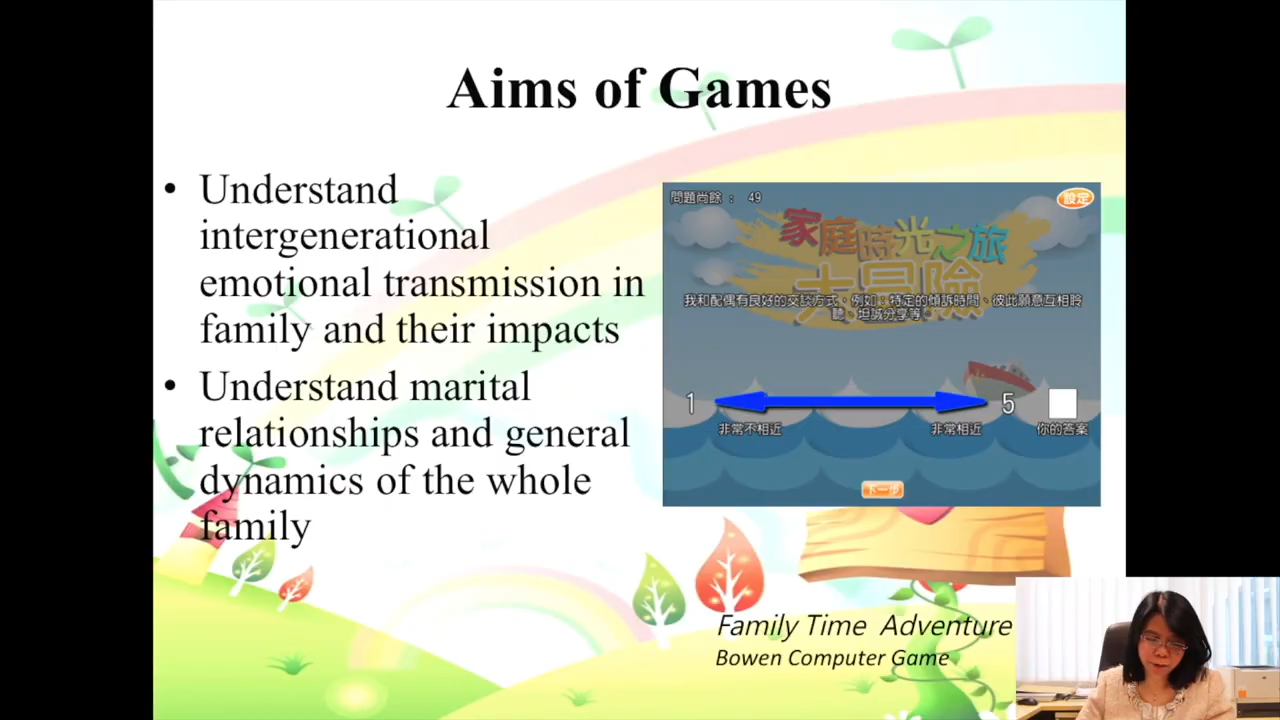 Aims of Games
• Understand
intergenerational
emotional transmission in
family and their impacts
• Understand marital
relationships and general
dynamics of the whole
family
問題尚餘 : 49
設定
家庭時光之旅
大冒險
我和配偶有良好的交談方式、例如：特定的傾訴時間、彼此願意互相聆
聽、坦誠分享等。
1
5
非常不相近
非常相近
你的答案
下一步
Family Time Adventure
Bowen Computer Game